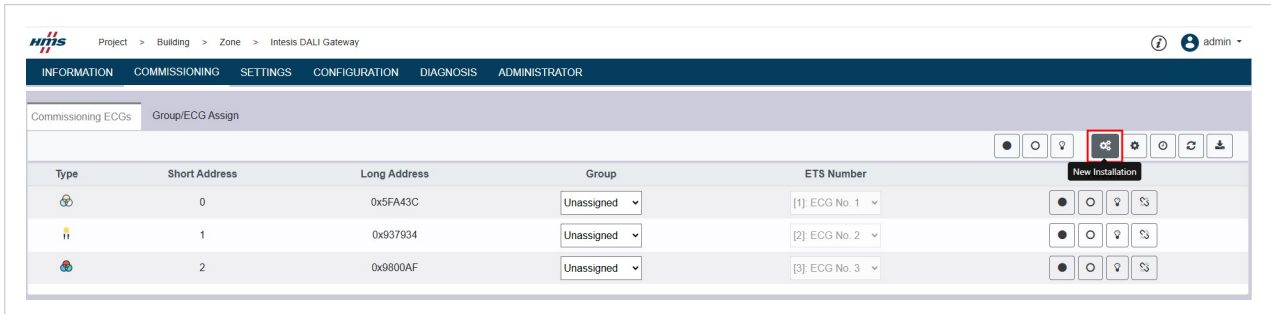 HMS Project > Building > Zone > Intesis DALI Gateway i admin
INFORMATION COMMISSIONING SETTINGS CONFIGURATION DIAGNOSIS ADMINISTRATOR
Commissioning ECGs Group/ECG Assign
New Installation
Type Short Address Long Address Group ETS Number
0 0x5FA43C Unassigned [1]: ECG No. 1
1 0x937934 Unassigned [2]: ECG No. 2
2 0x9800AF Unassigned [3]: ECG No. 3